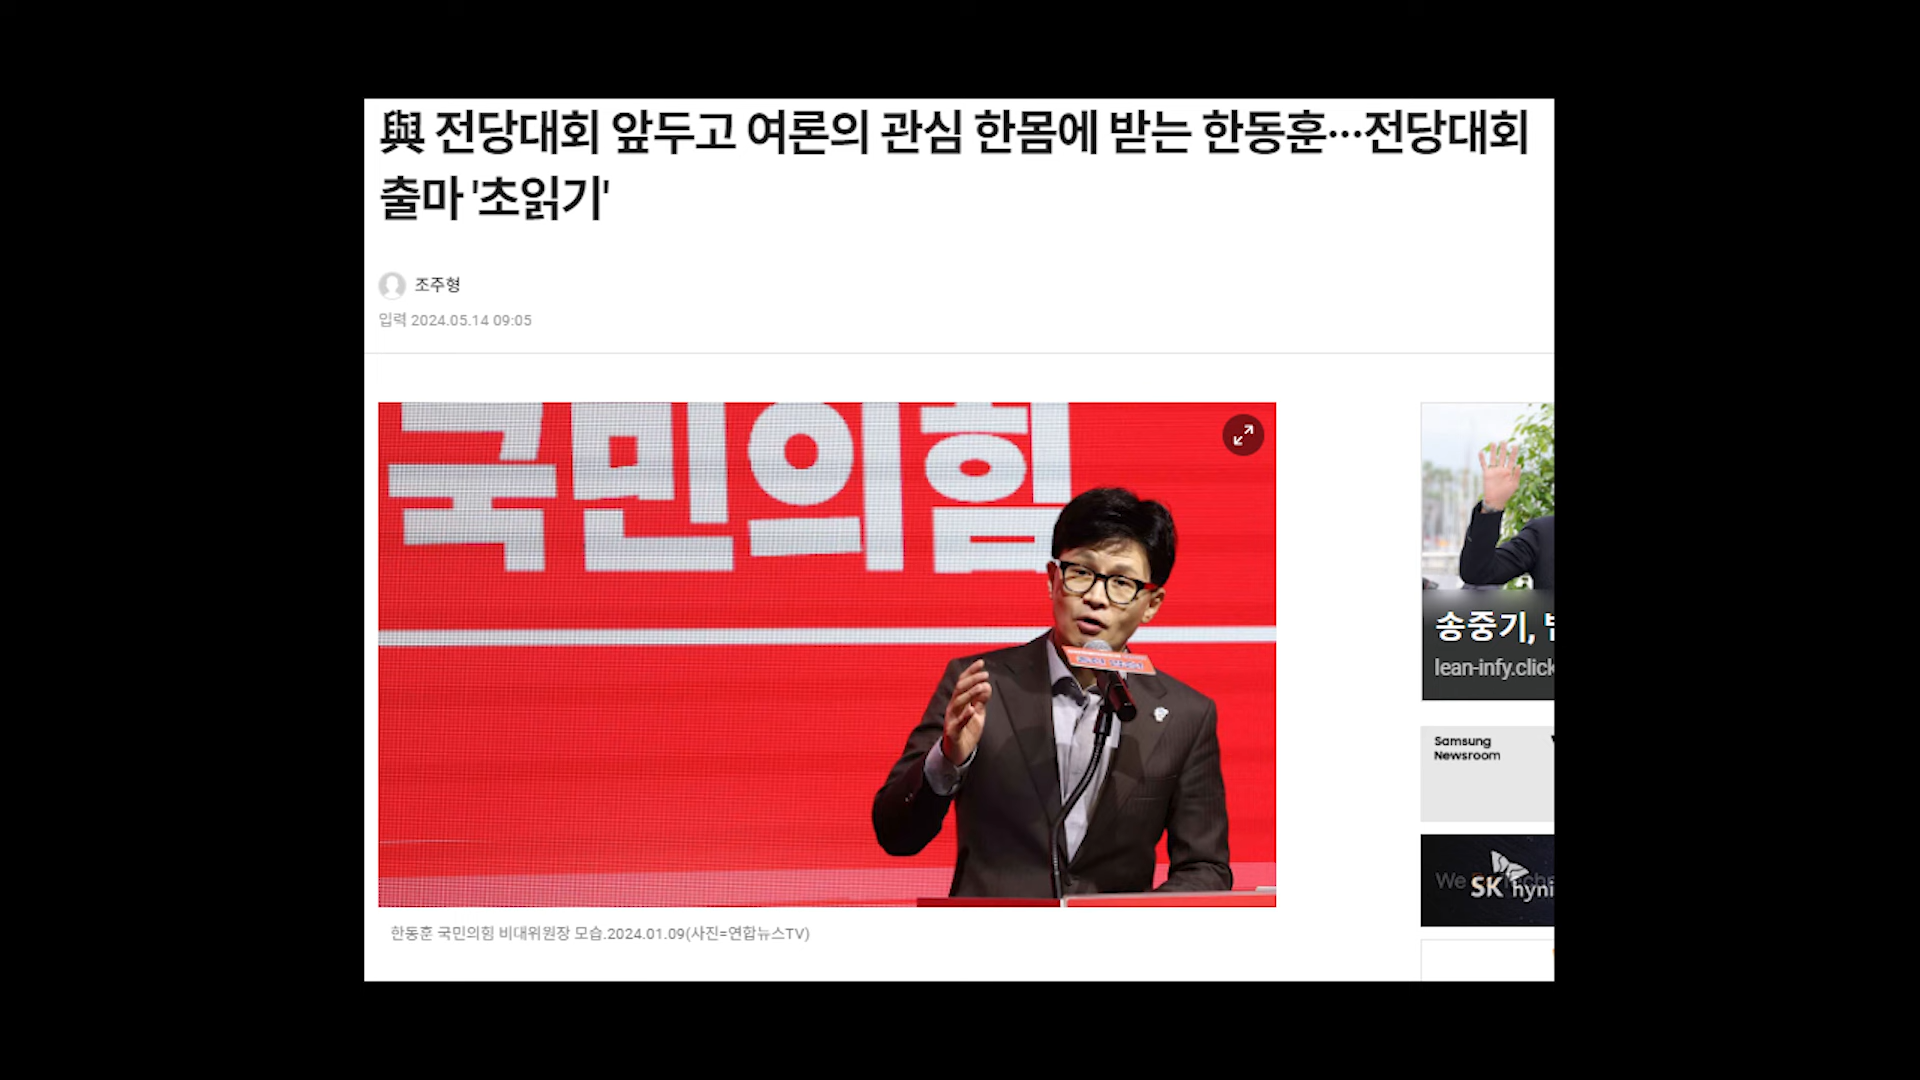 與 전당대회 앞두고 여론의 관심 한몸에 받는 한동훈…전당대회
출마 '초읽기'
조주형
입력 2024.05.14 09:05
국민의힘
한동훈 국민의힘 비대위원장 모습.2024.01.09(사진=연합뉴스TV)
송중기,
lean-infy.click
Samsung
Newsroom
We
SK hyni